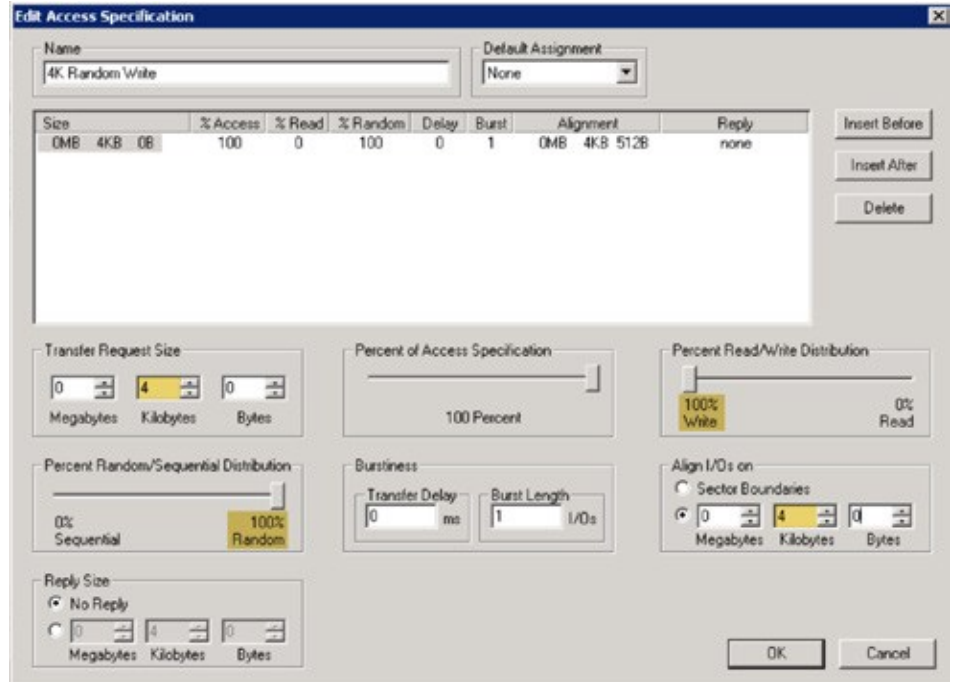 Edit Access Specification
Name
4K Random Write
Default Assignment
None
Size % Access % Read % Random Delay Burst Alignment Reply
0MB 4KB 0B 100 0 100 0 1 0MB 4KB 512B none
Insert Before
Insert After
Delete
Transfer Request Size
0 4 0
Megabytes Kilobytes Bytes
Percent of Access Specification
100 Percent
Percent Read/Write Distribution
100% 0%
Write Read
Percent Random/Sequential Distribution
0% 100%
Sequential Random
Burstiness
Transfer Delay
0 ms
Burst Length
1 I/Os
Align I/Os on
Sector Boundaries
0 4 0
Megabytes Kilobytes Bytes
Reply Size
No Reply
0 4 0
Megabytes Kilobytes Bytes
OK
Cancel